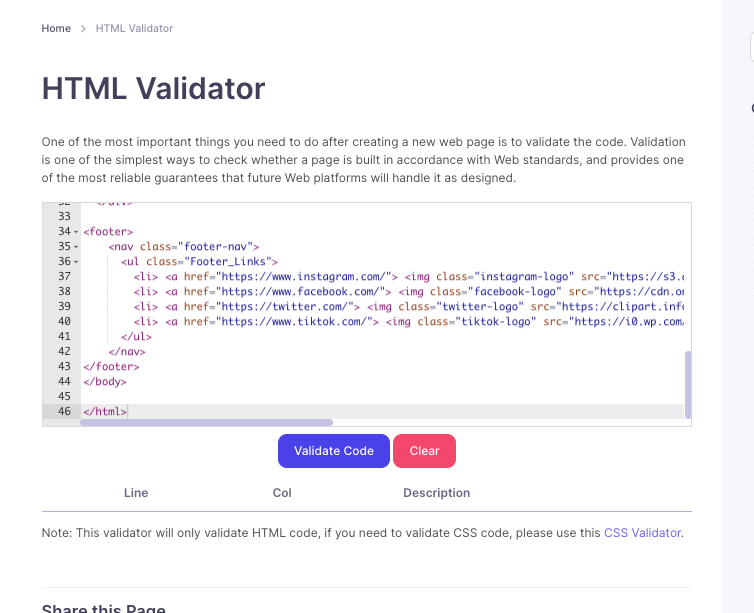 Home > HTML Validator
HTML Validator
One of the most important things you need to do after creating a new web page is to validate the code. Validation
is one of the simplest ways to check whether a page is built in accordance with Web standards, and provides one
of the most reliable guarantees that future Web platforms will handle it as designed.
32 </div>
33
34 <footer>
35 <nav class="footer-nav">
36 <ul class="Footer_Links">
37 <li> <a href="https://www.instagram.com/"> <img class="instagram-logo" src="https://s3.
38 <li> <a href="https://www.facebook.com/"> <img class="facebook-logo" src="https://cdn.
39 <li> <a href="https://twitter.com/"> <img class="twitter-logo" src="https://clipart.info
40 <li> <a href="https://www.tiktok.com/"> <img class="tiktok-logo" src="https://i0.wp.com
41 </ul>
42 </nav>
43 </footer>
44 </body>
45
46 </html>
Validate Code Clear
Line Col Description
Note: This validator will only validate HTML code, if you need to validate CSS code, please use this CSS Validator.
Share this Page